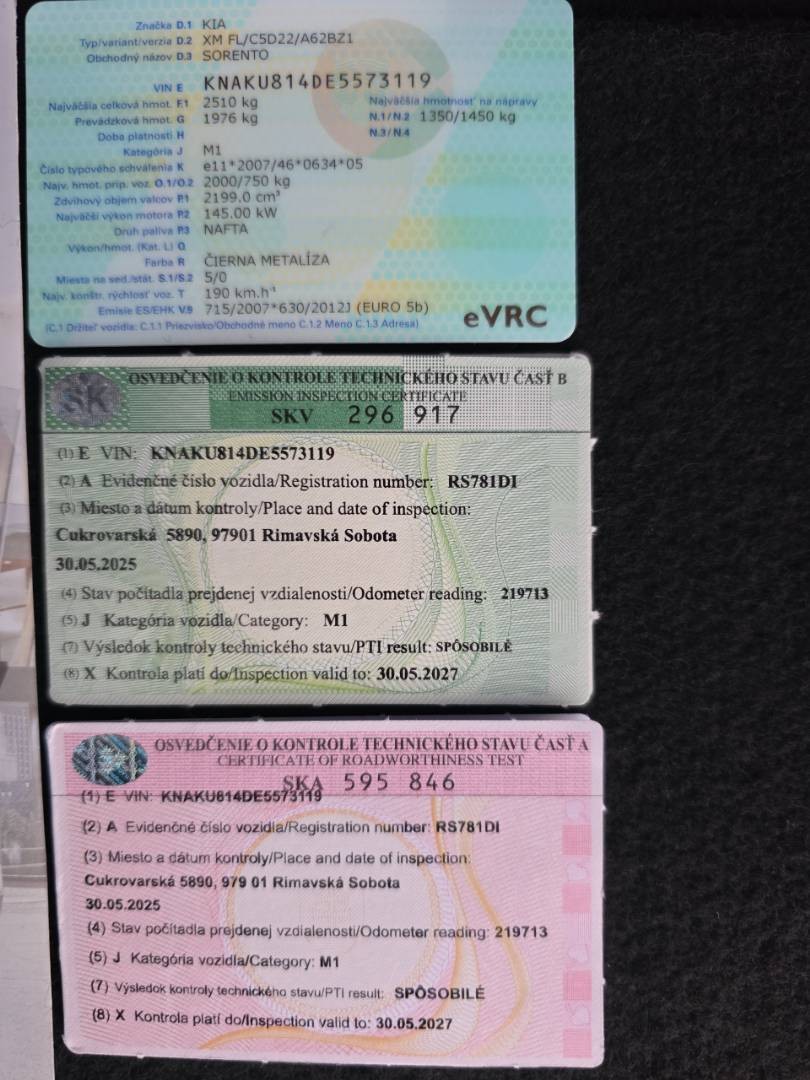 Značka D.1 KIA
Typ/variant/verzia D.2 XM FL/C5D22/A62BZ1
Obchodný názov D.3 SORENTO
VIN E KNAKU814DE5573119
Najväčšia celková hmot. F.1 2510 kg Najväčšia hmotnosť na nápravy
Prevádzková hmot. G 1976 kg N.1/N.2 1350/1450 kg
Doba platnosti H N.3/N.4
Kategória J M1
Číslo typového schválenia K e11*2007/46*0634*05
Najv. hmot. príp. voz. O.1/O.2 2000/750 kg
Zdvihový objem valcov P.1 2199.0 cm³
Najväčší výkon motora P.2 145.00 kW
Druh paliva P.3 NAFTA
Výkon/hmot. (Kat. L) Q
Farba R ČIERNA METALÍZA
Miesta na sed./stát. S.1/S.2 5/0
Najv. konštr. rýchlosť voz. T 190 km.h⁻¹
Emisie ES/EHK V.9 715/2007*630/2012J (EURO 5b)
(C.1 Držiteľ vozidla: C.1.1 Priezvisko/Obchodné meno C.1.2 Meno C.1.3 Adresa) eVRC
SK
OSVEDČENIE O KONTROLE TECHNICKÉHO STAVU ČASŤ B
EMISSION INSPECTION CERTIFICATE
SKV 296 917
(1) E VIN: KNAKU814DE5573119
(2) A Evidenčné číslo vozidla/Registration number: RS781DI
(3) Miesto a dátum kontroly/Place and date of inspection:
Cukrovarská 5890, 97901 Rimavská Sobota
30.05.2025
(4) Stav počítadla prejdenej vzdialenosti/Odometer reading: 219713
(5) J Kategória vozidla/Category: M1
(7) Výsledok kontroly technického stavu/PTI result: SPÔSOBILÉ
(8) X Kontrola platí do/Inspection valid to: 30.05.2027
OSVEDČENIE O KONTROLE TECHNICKÉHO STAVU ČASŤ A
CERTIFICATE OF ROADWORTHINESS TEST
SKA 595 846
(1) E VIN: KNAKU814DE5573119
(2) A Evidenčné číslo vozidla/Registration number: RS781DI
(3) Miesto a dátum kontroly/Place and date of inspection:
Cukrovarská 5890, 979 01 Rimavská Sobota
30.05.2025
(4) Stav počítadla prejdenej vzdialenosti/Odometer reading: 219713
(5) J Kategória vozidla/Category: M1
(7) Výsledok kontroly technického stavu/PTI result: SPÔSOBILÉ
(8) X Kontrola platí do/Inspection valid to: 30.05.2027